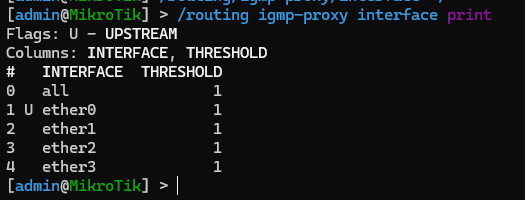 [admin@MikroTik] > /routing igmp-proxy interface print
Flags: U - UPSTREAM
Columns: INTERFACE, THRESHOLD
#   INTERFACE  THRESHOLD
0   all                1
1 U ether0             1
2   ether1             1
3   ether2             1
4   ether3             1
[admin@MikroTik] >